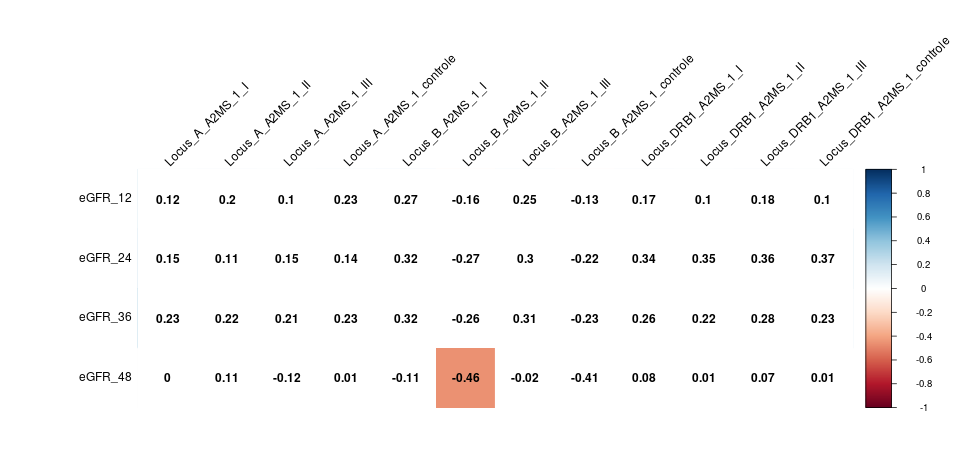 Locus_A_A2MS_1_I
Locus_A_A2MS_1_II
Locus_A_A2MS_1_III
Locus_A_A2MS_1_controle
Locus_B_A2MS_1_I
Locus_B_A2MS_1_II
Locus_B_A2MS_1_III
Locus_B_A2MS_1_controle
Locus_DRB1_A2MS_1_I
Locus_DRB1_A2MS_1_II
Locus_DRB1_A2MS_1_III
Locus_DRB1_A2MS_1_controle
eGFR_12 0.12 0.2 0.1 0.23 0.27 -0.16 0.25 -0.13 0.17 0.1 0.18 0.1
eGFR_24 0.15 0.11 0.15 0.14 0.32 -0.27 0.3 -0.22 0.34 0.35 0.36 0.37
eGFR_36 0.23 0.22 0.21 0.23 0.32 -0.26 0.31 -0.23 0.26 0.22 0.28 0.23
eGFR_48 0 0.11 -0.12 0.01 -0.11 -0.46 -0.02 -0.41 0.08 0.01 0.07 0.01
1
0.8
0.6
0.4
0.2
0
-0.2
-0.4
-0.6
-0.8
-1